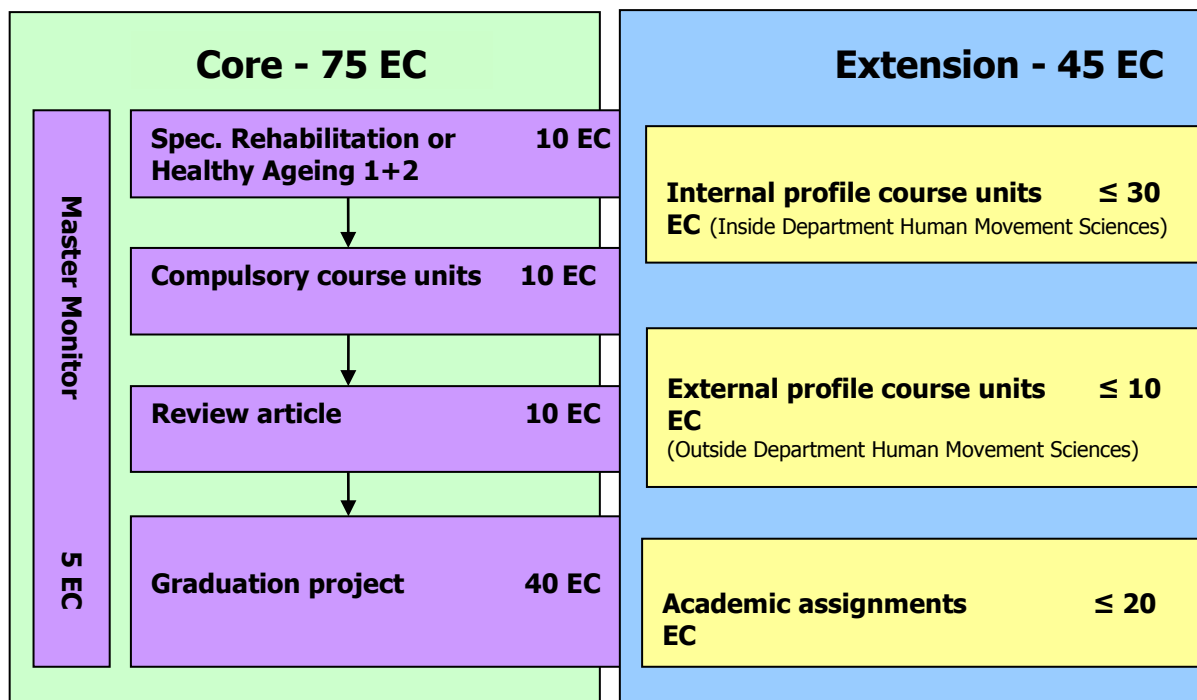 Core - 75 EC
Master Monitor 5 EC
Spec. Rehabilitation or 10 EC
Healthy Ageing 1+2
Compulsory course units 10 EC
Review article 10 EC
Graduation project 40 EC
Extension - 45 EC
Internal profile course units ≤ 30
EC (Inside Department Human Movement Sciences)
External profile course units ≤ 10
EC
(Outside Department Human Movement Sciences)
Academic assignments ≤ 20
EC